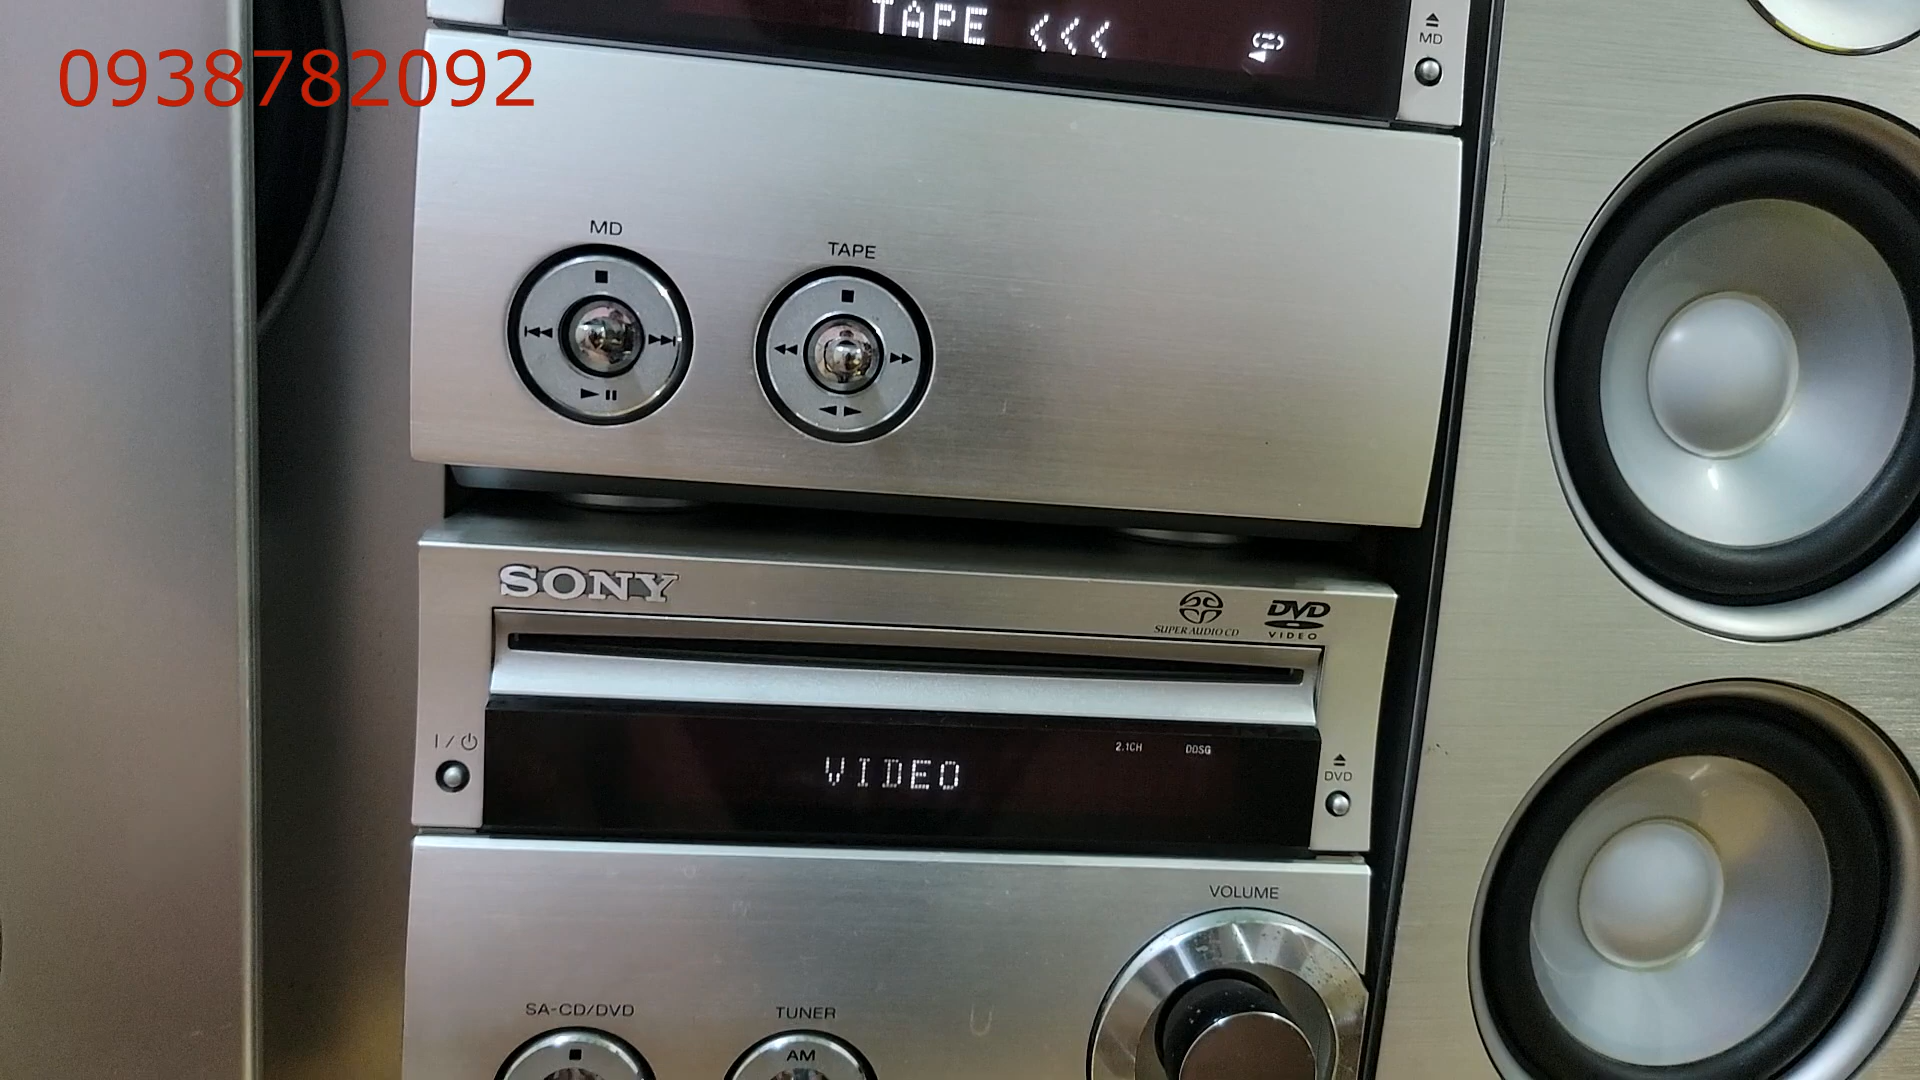 TAPE <<<
MD
0938782092
MD
TAPE
SONY
SUPER AUDIO CD
DVD
VIDEO
I/⏻
2.1CH
DDSG
VIDEO
DVD
VOLUME
SA-CD/DVD
TUNER
AM